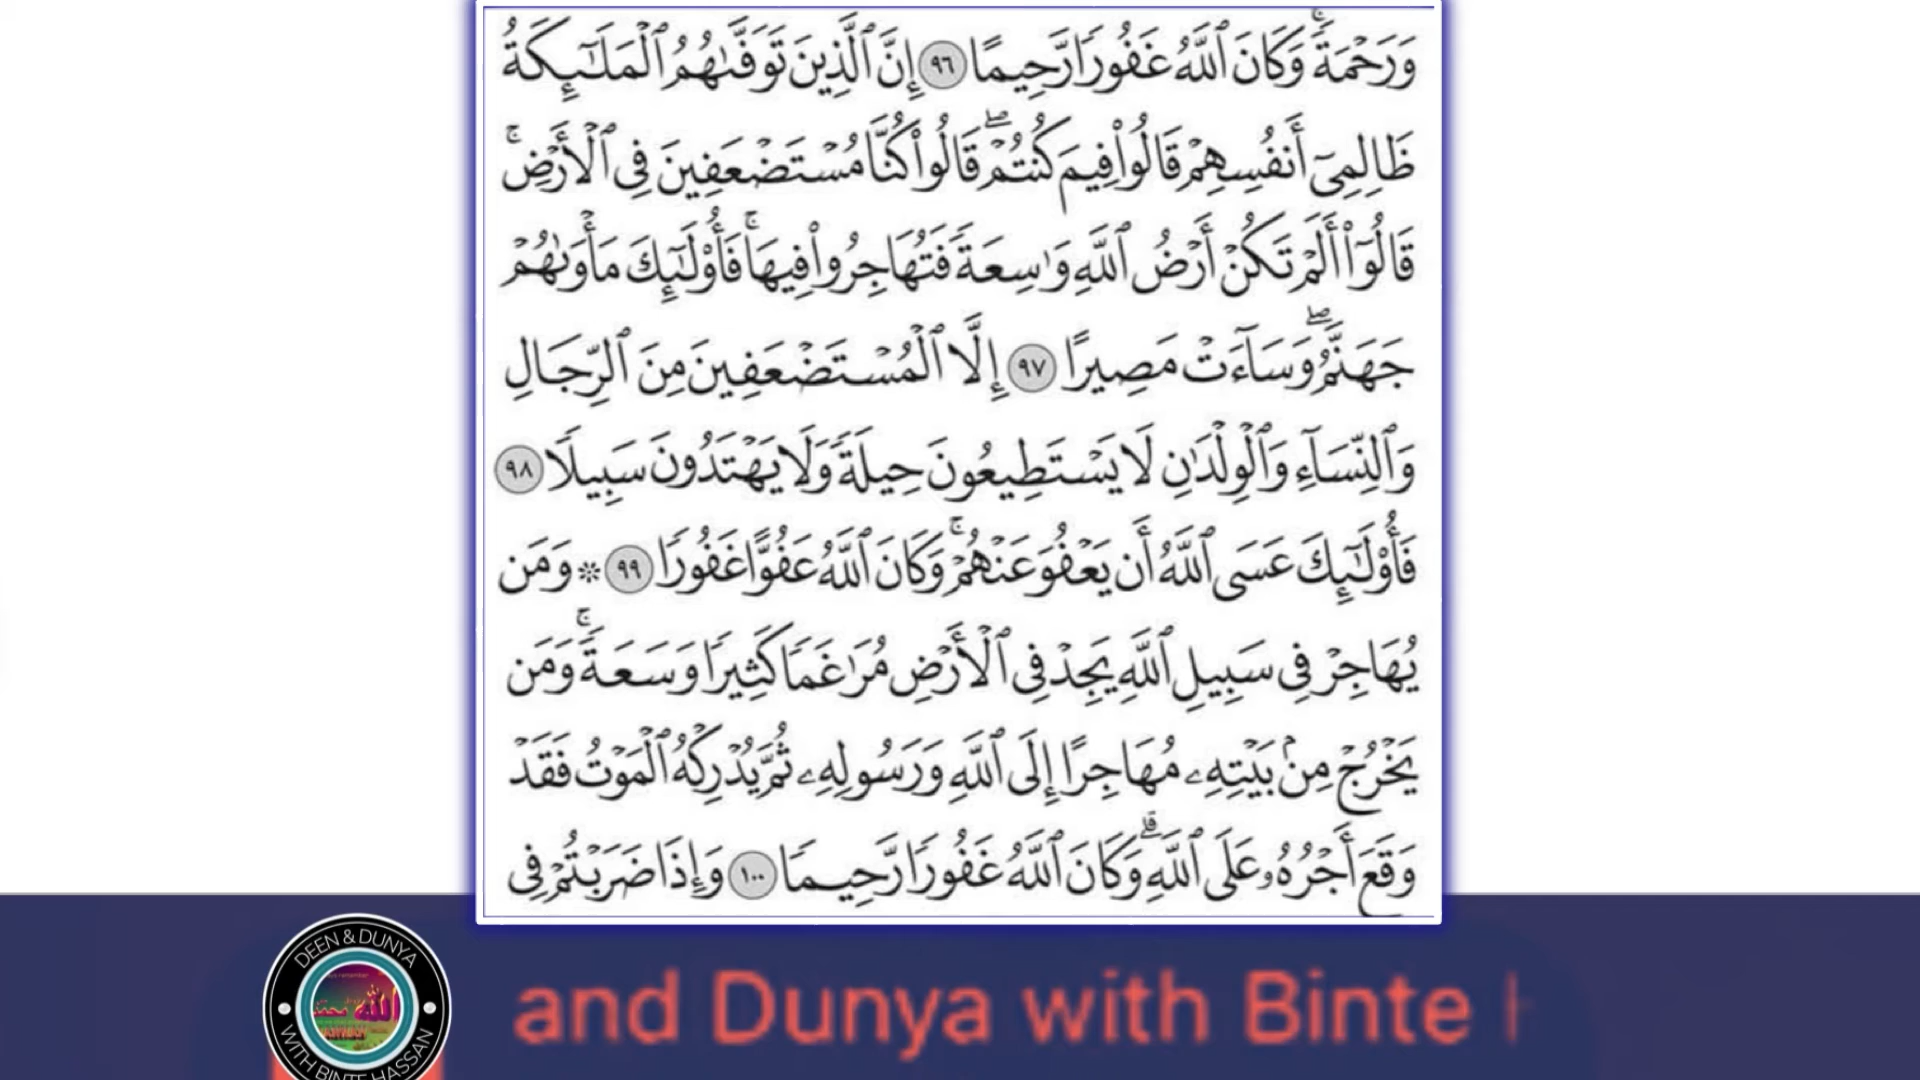 وَرَحْمَةً ۚ وَكَانَ ٱللَّهُ غَفُورًا رَّحِيمًا ٩٦ إِنَّ ٱلَّذِينَ تَوَفَّىٰهُمُ ٱلْمَلَـٰٓئِكَةُ
ظَالِمِىٓ أَنفُسِهِمْ قَالُوا۟ فِيمَ كُنتُمْ ۖ قَالُوا۟ كُنَّا مُسْتَضْعَفِينَ فِى ٱلْأَرْضِ ۚ
قَالُوٓا۟ أَلَمْ تَكُنْ أَرْضُ ٱللَّهِ وَٰسِعَةً فَتُهَاجِرُوا۟ فِيهَا ۚ فَأُو۟لَـٰٓئِكَ مَأْوَىٰهُمْ
جَهَنَّمُ ۖ وَسَآءَتْ مَصِيرًا ٩٧ إِلَّا ٱلْمُسْتَضْعَفِينَ مِنَ ٱلرِّجَالِ
وَٱلنِّسَآءِ وَٱلْوِلْدَٰنِ لَا يَسْتَطِيعُونَ حِيلَةً وَلَا يَهْتَدُونَ سَبِيلًا ٩٨
فَأُو۟لَـٰٓئِكَ عَسَى ٱللَّهُ أَن يَعْفُوَ عَنْهُمْ ۚ وَكَانَ ٱللَّهُ عَفُوًّا غَفُورًا ٩٩ ۞ وَمَن
يُهَاجِرْ فِى سَبِيلِ ٱللَّهِ يَجِدْ فِى ٱلْأَرْضِ مُرَٰغَمًا كَثِيرًا وَسَعَةً ۚ وَمَن
يَخْرُجْ مِنۢ بَيْتِهِۦ مُهَاجِرًا إِلَى ٱللَّهِ وَرَسُولِهِۦ ثُمَّ يُدْرِكْهُ ٱلْمَوْتُ فَقَدْ
وَقَعَ أَجْرُهُۥ عَلَى ٱللَّهِ ۗ وَكَانَ ٱللَّهُ غَفُورًا رَّحِيمًا ١٠٠ وَإِذَا ضَرَبْتُمْ فِى
DEEN & DUNYA
الله محمد
WITH BINTE HASSAN
and Dunya with Binte